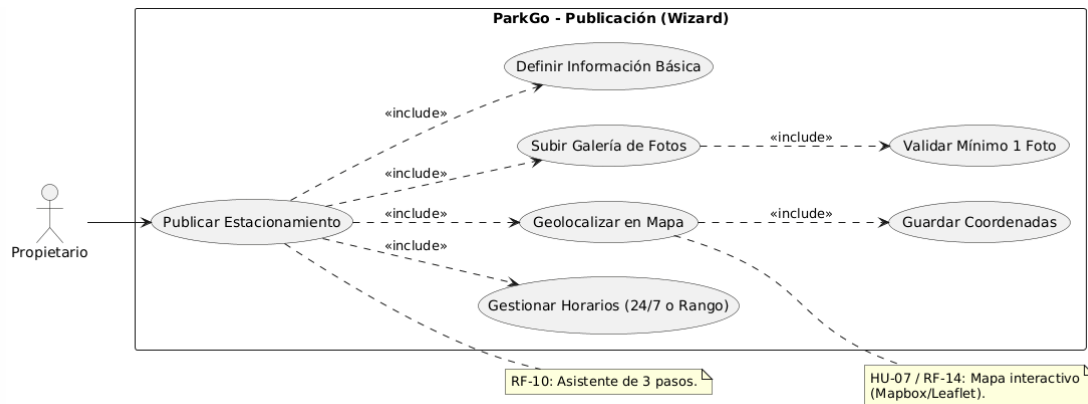 ParkGo - Publicación (Wizard)
Definir Información Básica
«include»
Subir Galería de Fotos
«include»
Validar Mínimo 1 Foto
«include»
Propietario
Publicar Estacionamiento
«include»
Geolocalizar en Mapa
«include»
Guardar Coordenadas
«include»
Gestionar Horarios (24/7 o Rango)
RF-10: Asistente de 3 pasos.
HU-07 / RF-14: Mapa interactivo
(Mapbox/Leaflet).